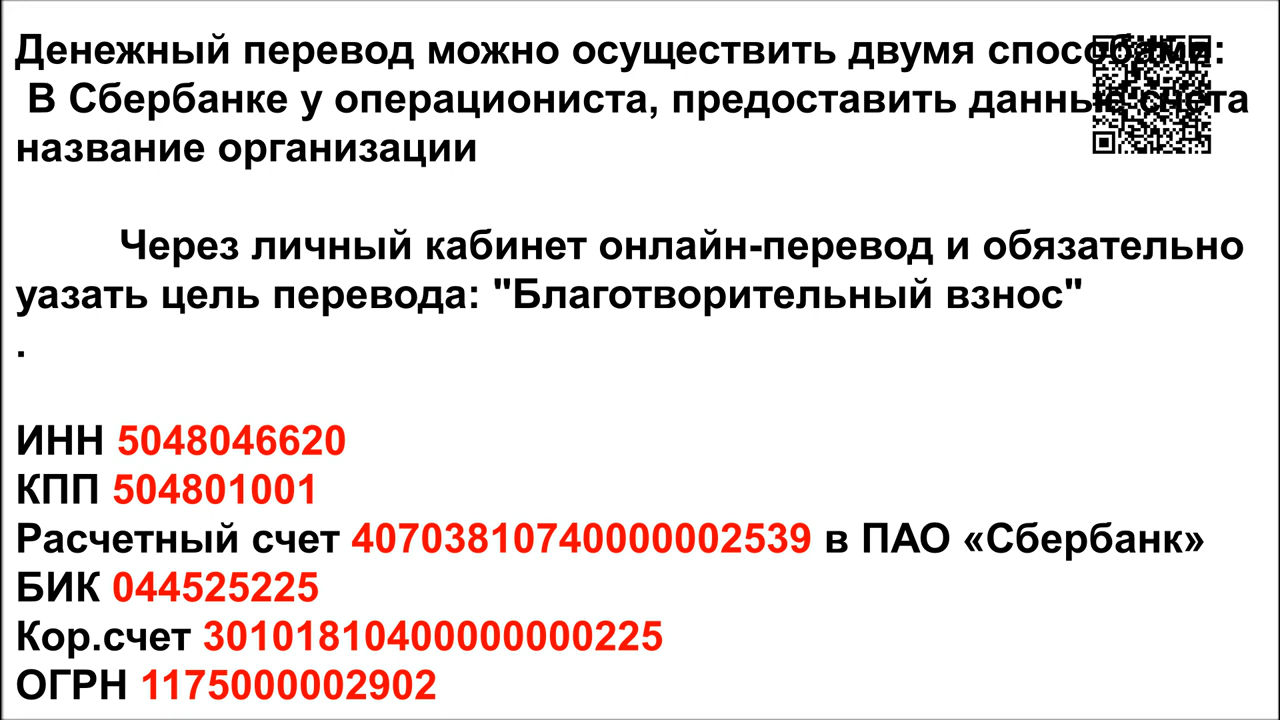 Денежный перевод можно осуществить двумя способами:
В Сбербанке у операциониста, предоставить данные счета
название организации
Через личный кабинет онлайн-перевод и обязательно
уазать цель перевода: "Благотворительный взнос"
.
ИНН 5048046620
КПП 504801001
Расчетный счет 40703810740000002539 в ПАО «Сбербанк»
БИК 044525225
Кор.счет 30101810400000000225
ОГРН 1175000002902